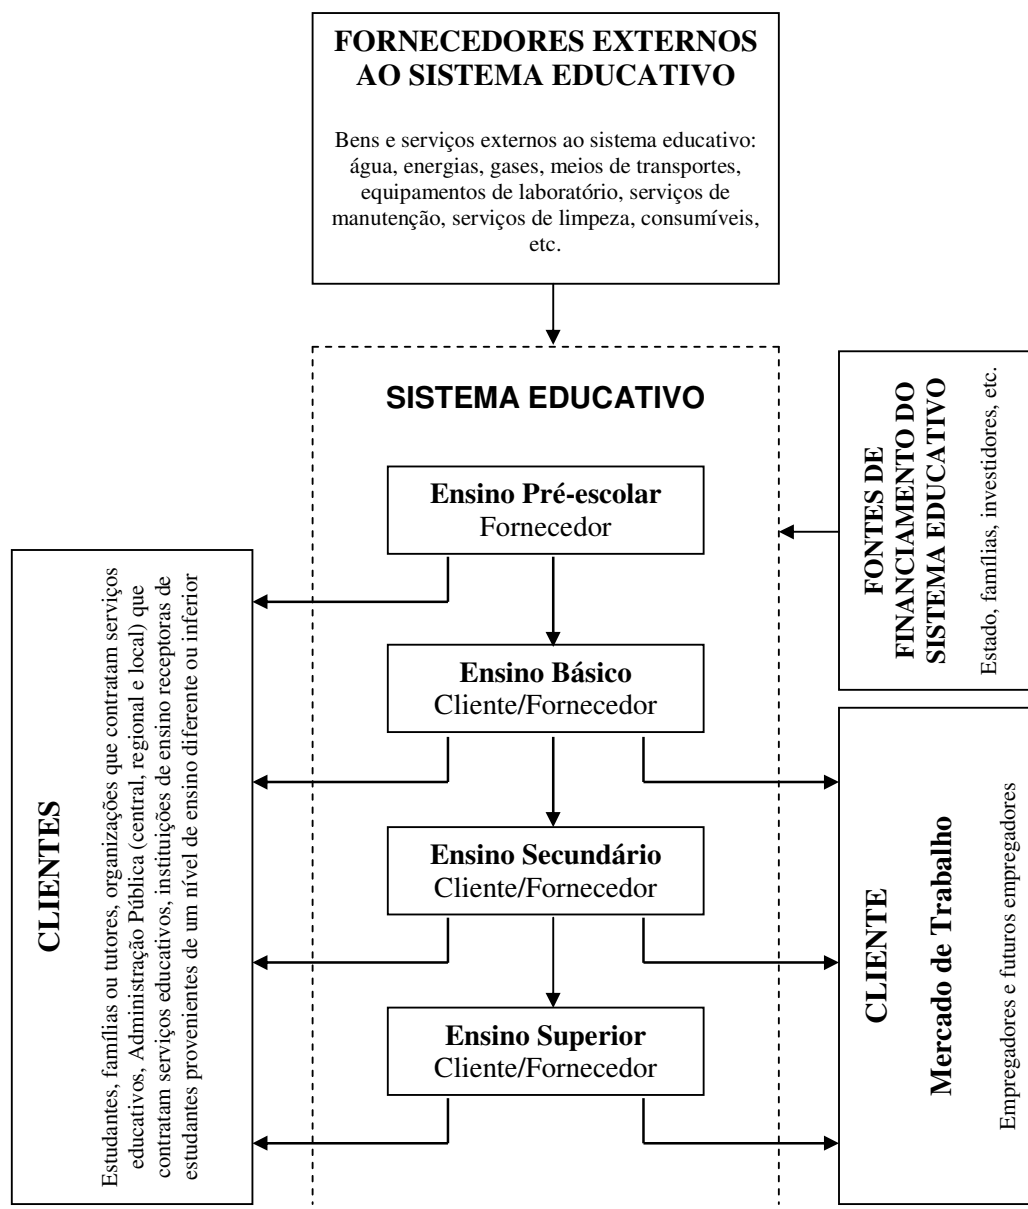 FORNECEDORES EXTERNOS
AO SISTEMA EDUCATIVO
Bens e serviços externos ao sistema educativo:
água, energias, gases, meios de transportes,
equipamentos de laboratório, serviços de
manutenção, serviços de limpeza, consumíveis,
etc.
SISTEMA EDUCATIVO
Ensino Pré-escolar
Fornecedor
Ensino Básico
Cliente/Fornecedor
Ensino Secundário
Cliente/Fornecedor
Ensino Superior
Cliente/Fornecedor
CLIENTES
Estudantes, famílias ou tutores, organizações que contratam serviços
educativos, Administração Pública (central, regional e local) que
contratam serviços educativos, instituições de ensino receptoras de
estudantes provenientes de um nível de ensino diferente ou inferior
FONTES DE
FINANCIAMENTO DO
SISTEMA EDUCATIVO
Estado, famílias, investidores, etc.
CLIENTE
Mercado de Trabalho
Empregadores e futuros empregadores